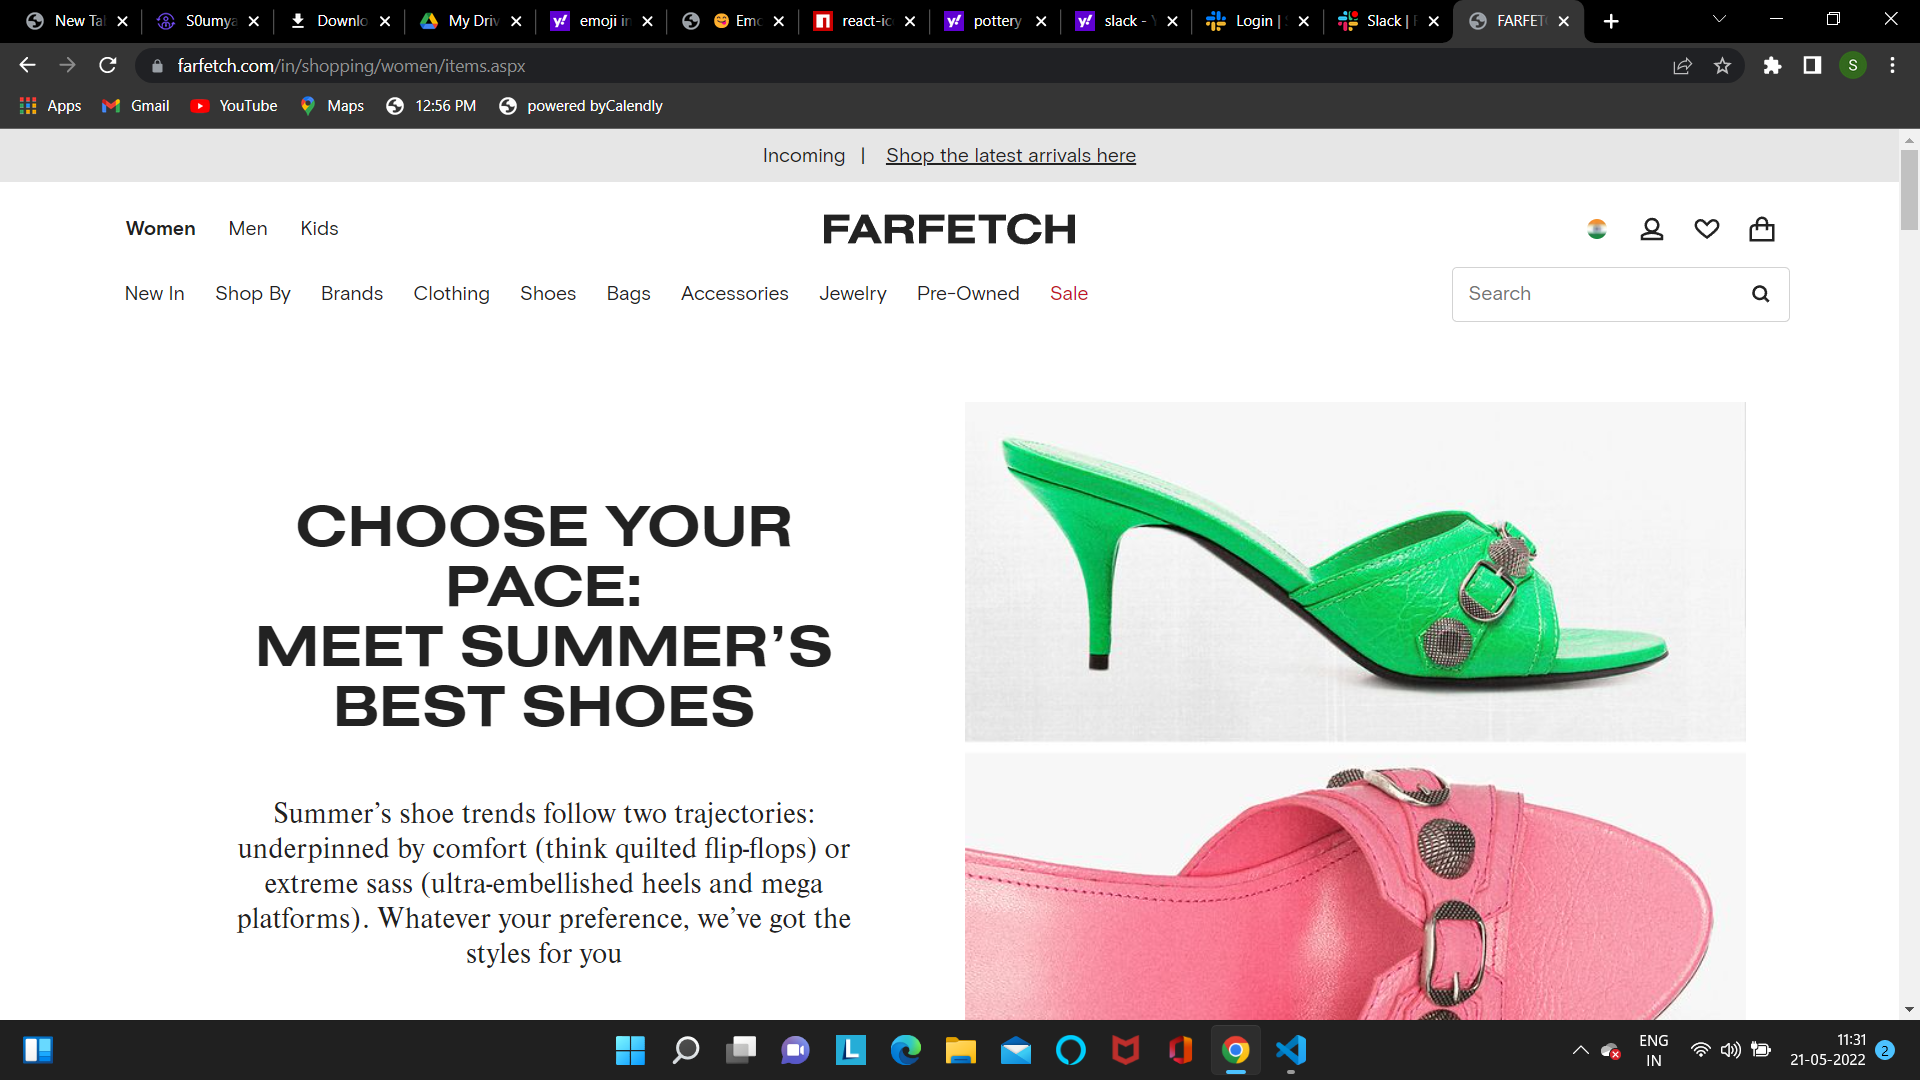 New Tal
S0umya
Downlo
My Driv
emoji in
Emo
react-ic
pottery
slack - Y
Login |
Slack |
FARFETC
farfetch.com/in/shopping/women/items.aspx
S
Apps
Gmail
YouTube
Maps
12:56 PM
powered byCalendly
Incoming | Shop the latest arrivals here
Women
Men
Kids
FARFETCH
New In
Shop By
Brands
Clothing
Shoes
Bags
Accessories
Jewelry
Pre-Owned
Sale
Search
CHOOSE YOUR
PACE:
MEET SUMMER’S
BEST SHOES
Summer’s shoe trends follow two trajectories:
underpinned by comfort (think quilted flip-flops) or
extreme sass (ultra-embellished heels and mega
platforms). Whatever your preference, we’ve got the
styles for you
L
ENG
IN
11:31
21-05-2022
2